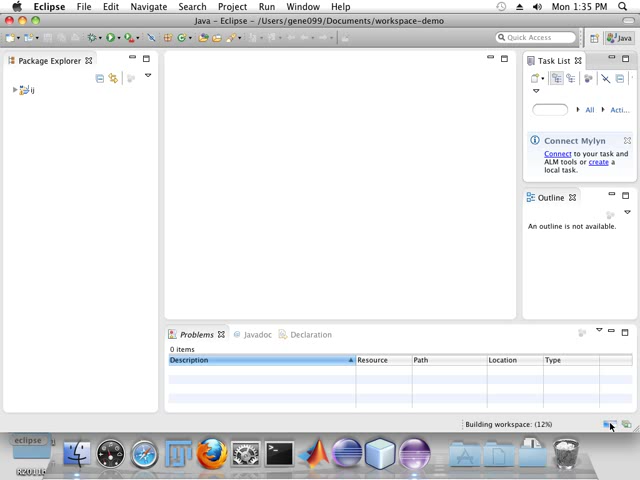 Eclipse File Edit Navigate Search Project Run Window Help Mon 1:35 PM
Java - Eclipse - /Users/gene099/Documents/workspace-demo
Quick Access Java
Package Explorer
ij
Task List
All Acti...
Connect Mylyn
Connect to your task and
ALM tools or create a
local task.
Outline
An outline is not available.
Problems Javadoc Declaration
0 items
Description Resource Path Location Type
Building workspace: (12%)
eclipse